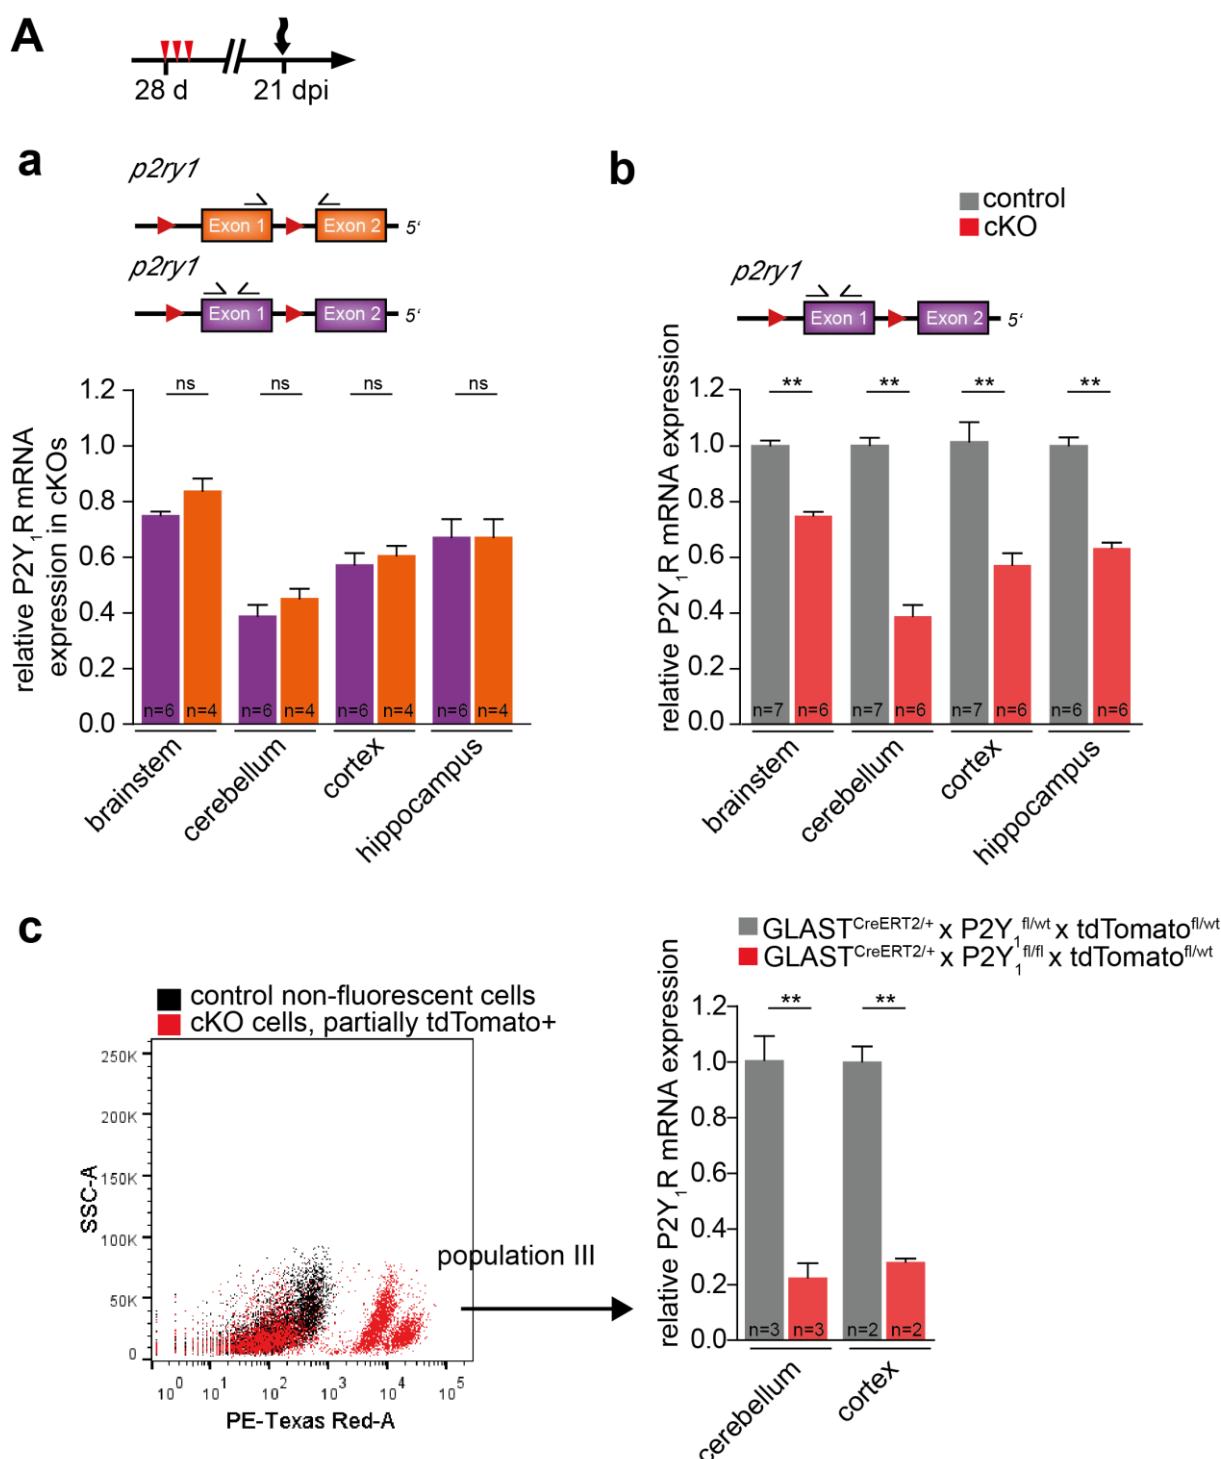 A
28 d
21 dpi
a
p2ry1
Exon 1
Exon 2
5'
p2ry1
Exon 1
Exon 2
5'
relative P2Y1R mRNA
expression in cKOs
1.2
1.0
0.8
0.6
0.4
0.2
0.0
ns
ns
ns
ns
n=6
n=4
n=6
n=4
n=6
n=4
n=6
n=4
brainstem
cerebellum
cortex
hippocampus
b
control
cKO
p2ry1
Exon 1
Exon 2
5'
relative P2Y1R mRNA expression
1.2
1.0
0.8
0.6
0.4
0.2
0.0
**
**
**
**
n=7
n=6
n=7
n=6
n=7
n=6
n=6
n=6
brainstem
cerebellum
cortex
hippocampus
c
control non-fluorescent cells
cKO cells, partially tdTomato+
SSC-A
250K
200K
150K
100K
50K
0
10^0
10^1
10^2
10^3
10^4
10^5
PE-Texas Red-A
population III
GLAST^CreERT2/+ x P2Y1^fl/wt x tdTomato^fl/wt
GLAST^CreERT2/+ x P2Y1^fl/fl x tdTomato^fl/wt
relative P2Y1R mRNA expression
1.2
1.0
0.8
0.6
0.4
0.2
0.0
**
**
n=3
n=3
n=2
n=2
cerebellum
cortex